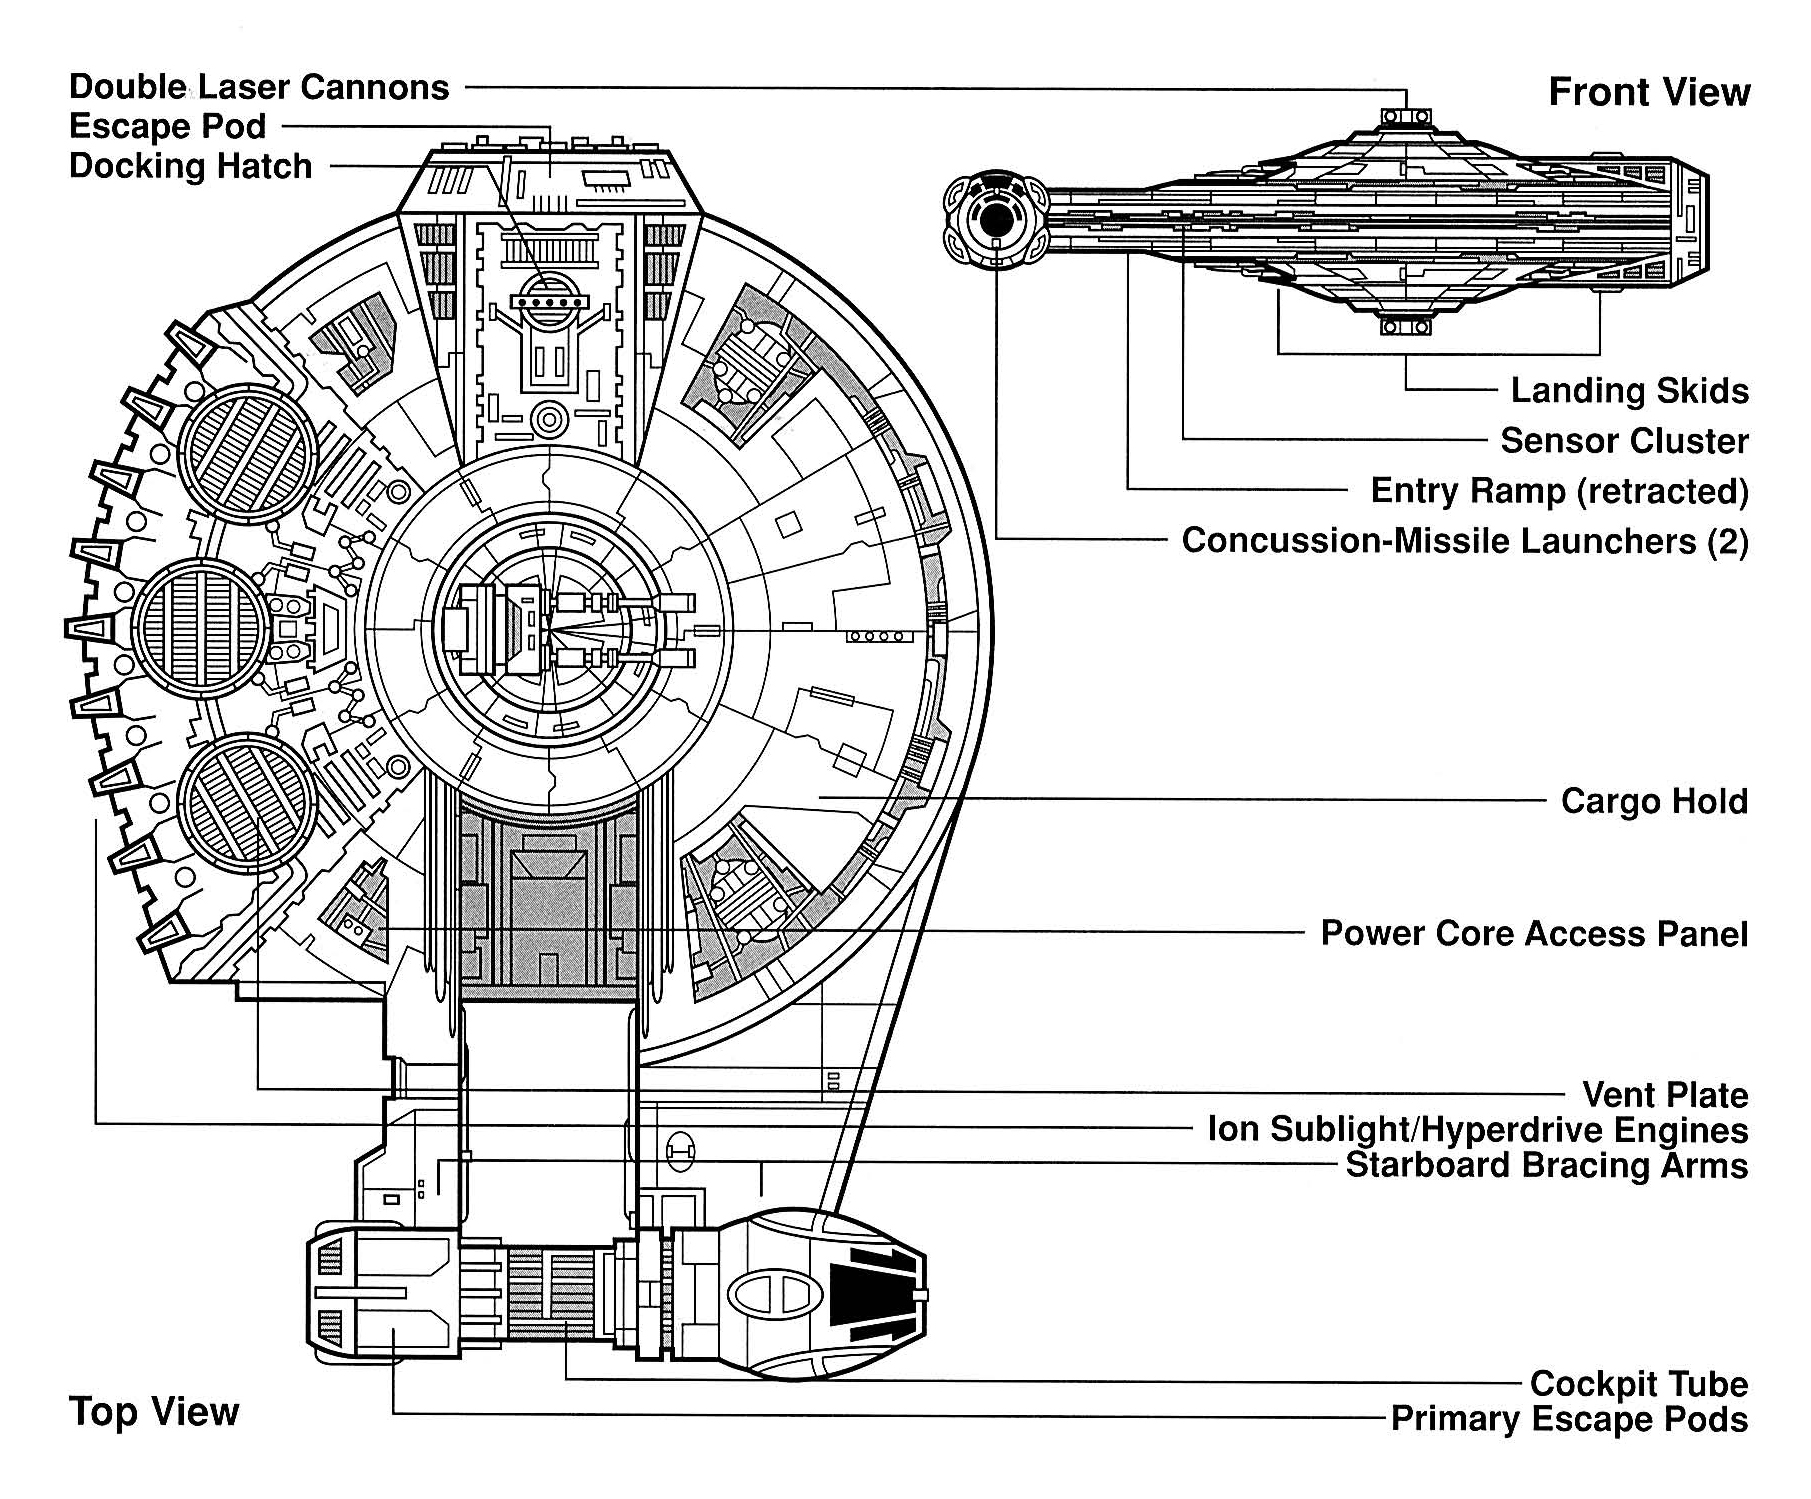 Double Laser Cannons
Escape Pod
Docking Hatch
Front View
Landing Skids
Sensor Cluster
Entry Ramp (retracted)
Concussion-Missile Launchers (2)
Cargo Hold
Power Core Access Panel
Vent Plate
Ion Sublight/Hyperdrive Engines
Starboard Bracing Arms
Cockpit Tube
Primary Escape Pods
Top View